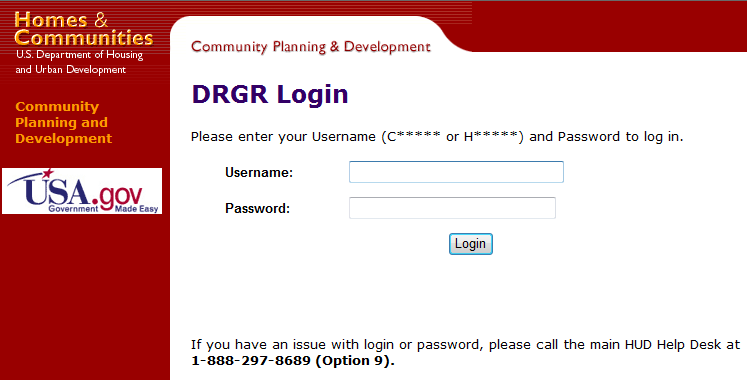 Homes &
Communities
U.S. Department of Housing
and Urban Development
Community
Planning and
Development
USA.gov
Government Made Easy
Community Planning & Development
DRGR Login
Please enter your Username (C***** or H*****) and Password to log in.
Username:
Password:
Login
If you have an issue with login or password, please call the main HUD Help Desk at
1-888-297-8689 (Option 9).